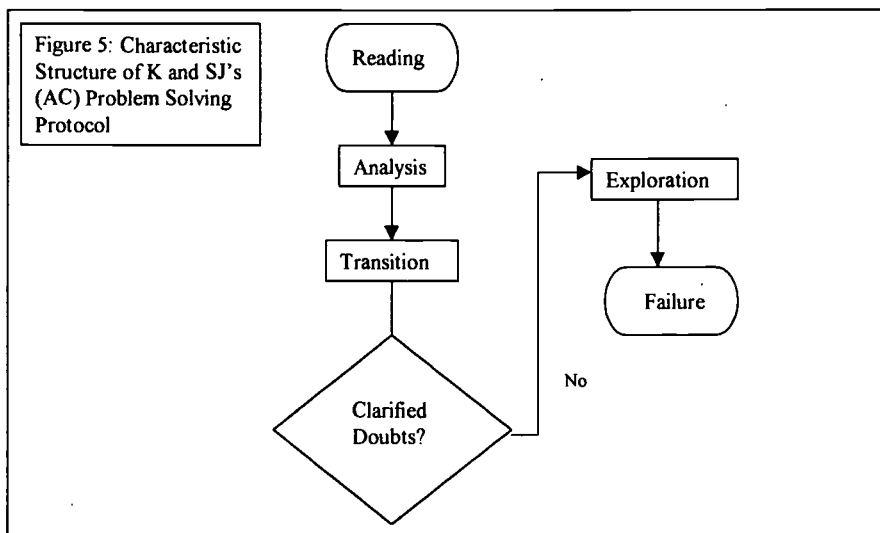 Figure 5: Characteristic
Structure of K and SJ's
(AC) Problem Solving
Protocol
Reading
Analysis
Transition
Clarified
Doubts?
No
Exploration
Failure